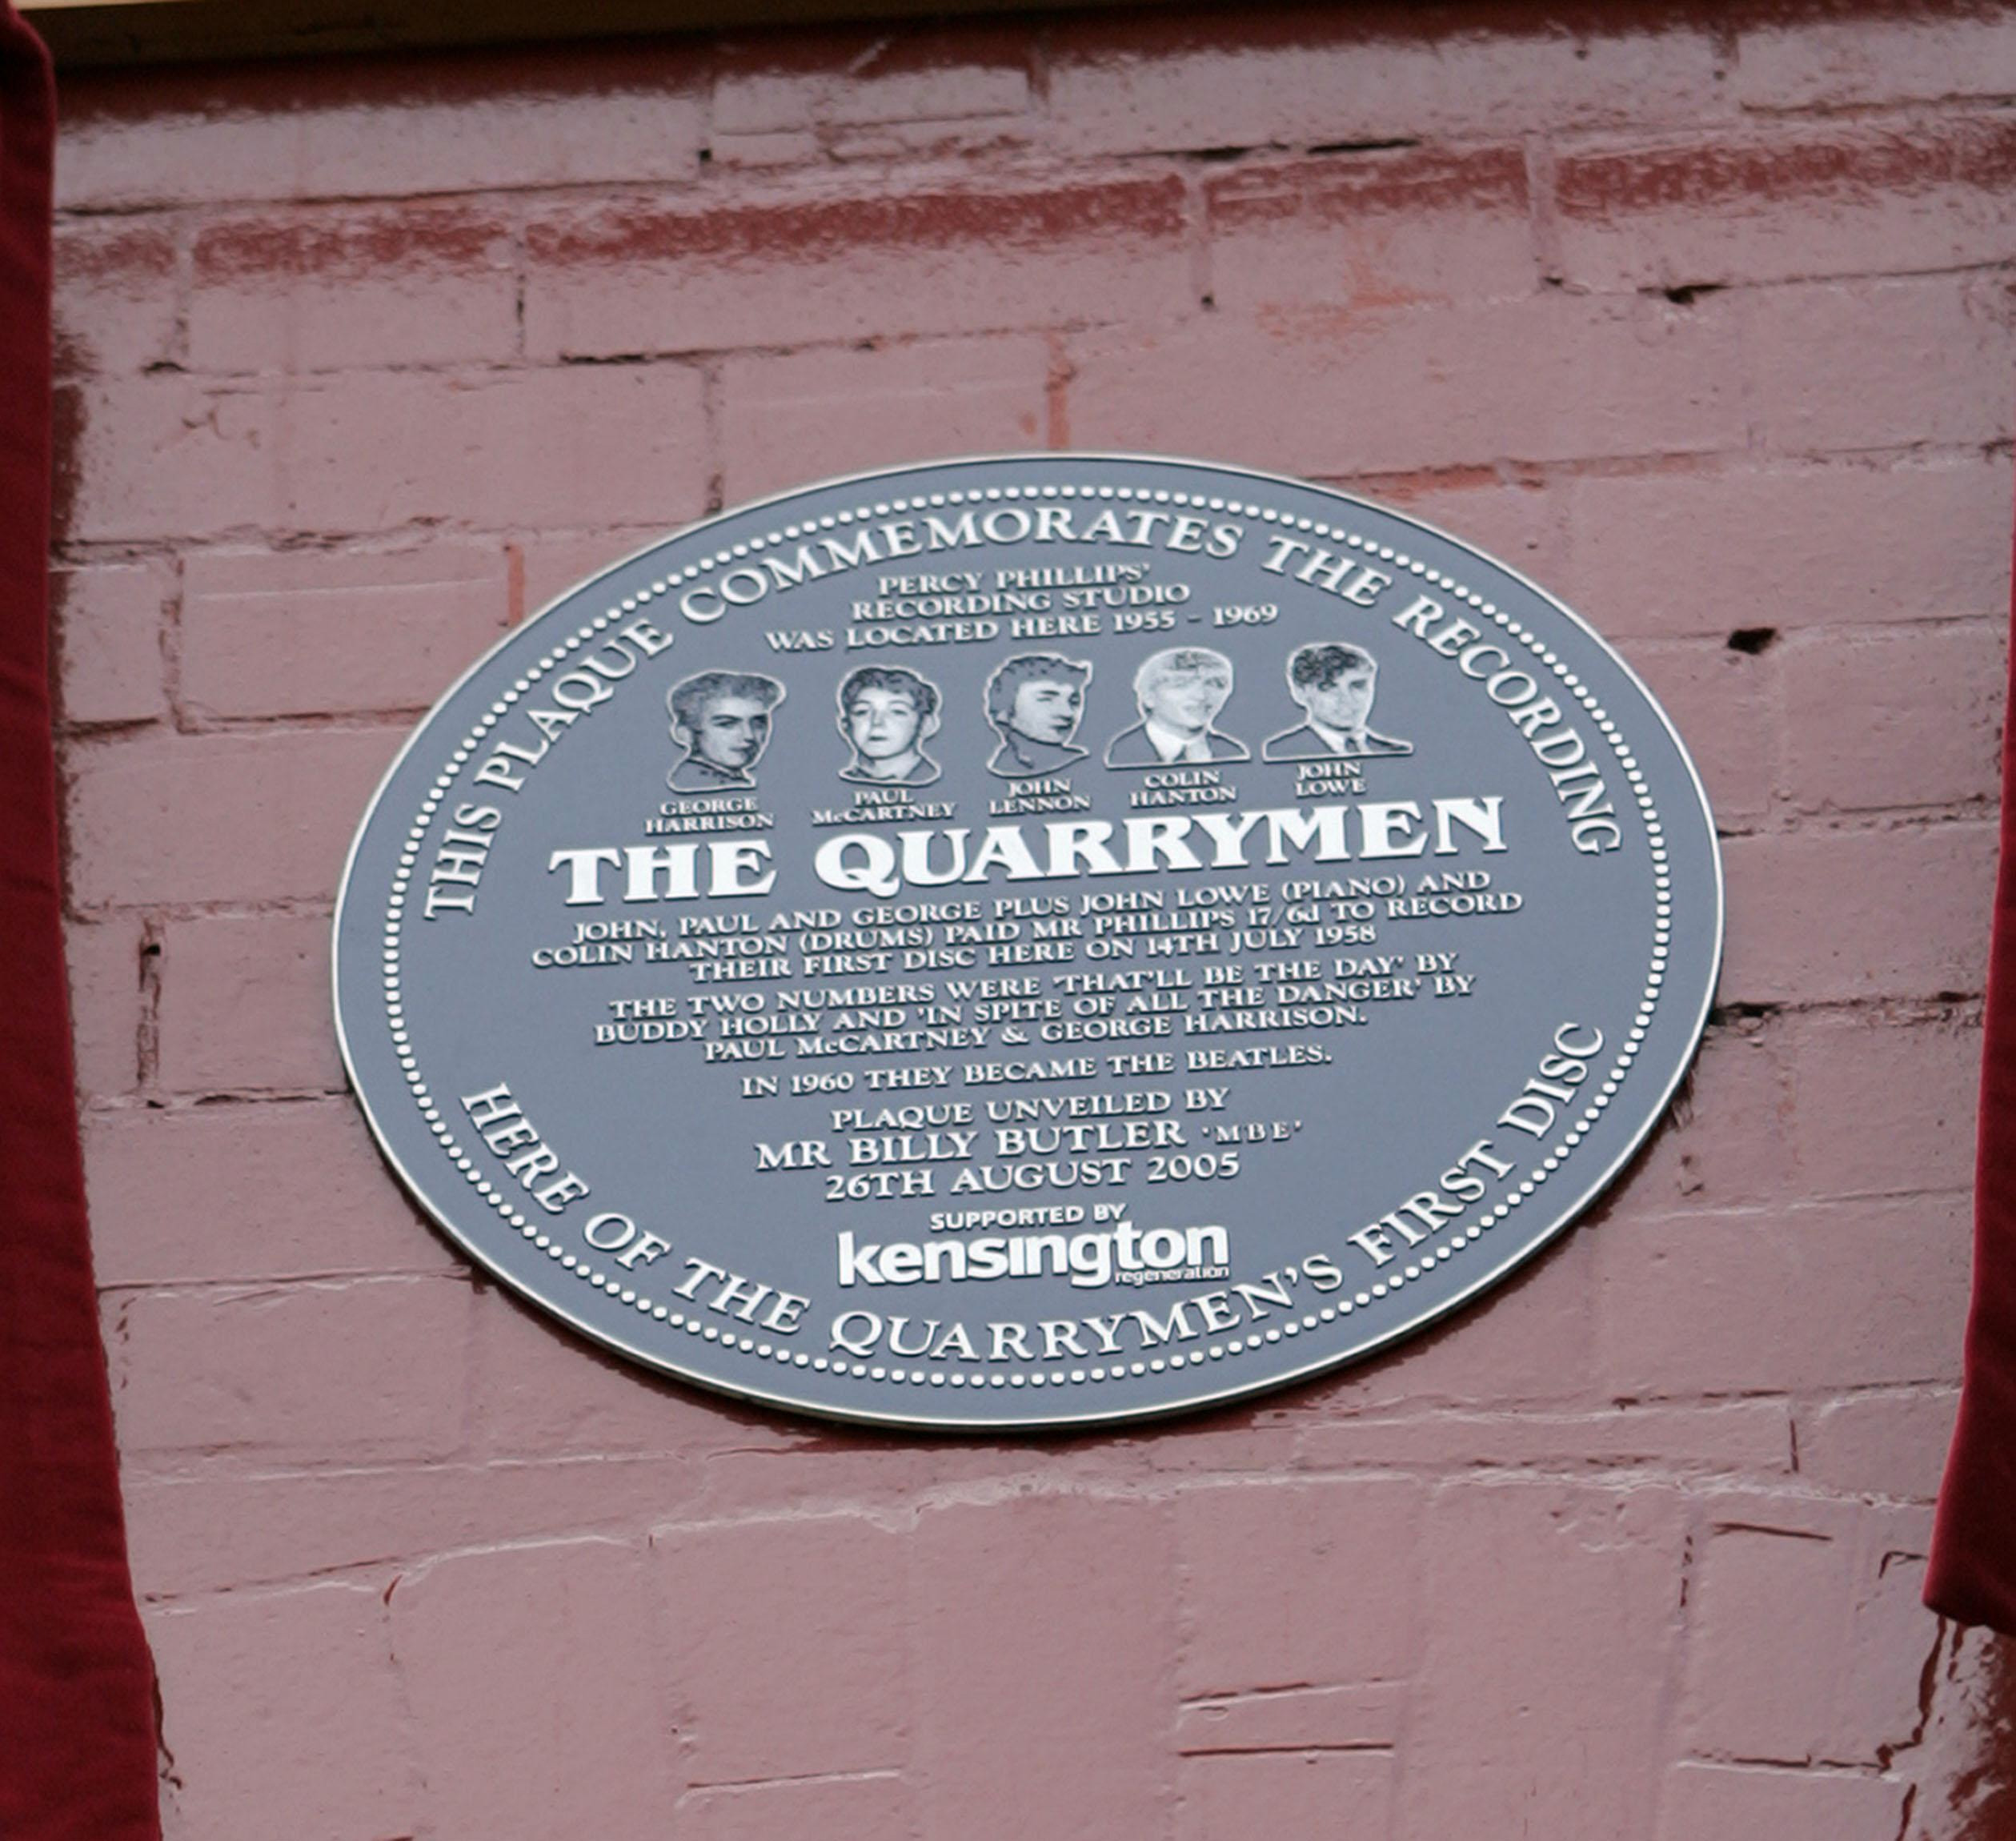 THIS PLAQUE COMMEMORATES THE RECORDING
PERCY PHILLIPS'
RECORDING STUDIO
WAS LOCATED HERE 1955 - 1969
GEORGE
HARRISON
PAUL
McCARTNEY
JOHN
LENNON
COLIN
HANTON
JOHN
LOWE
THE QUARRYMEN
JOHN, PAUL AND GEORGE PLUS JOHN LOWE (PIANO) AND
COLIN HANTON (DRUMS) PAID MR PHILLIPS 17/6d TO RECORD
THEIR FIRST DISC HERE ON 14TH JULY 1958
THE TWO NUMBERS WERE 'THAT'LL BE THE DAY' BY
BUDDY HOLLY AND 'IN SPITE OF ALL THE DANGER' BY
PAUL McCARTNEY & GEORGE HARRISON.
IN 1960 THEY BECAME THE BEATLES.
PLAQUE UNVEILED BY
MR BILLY BUTLER 'MBE'
26TH AUGUST 2005
SUPPORTED BY
kensington
regeneration
HERE OF THE QUARRYMEN'S FIRST DISC